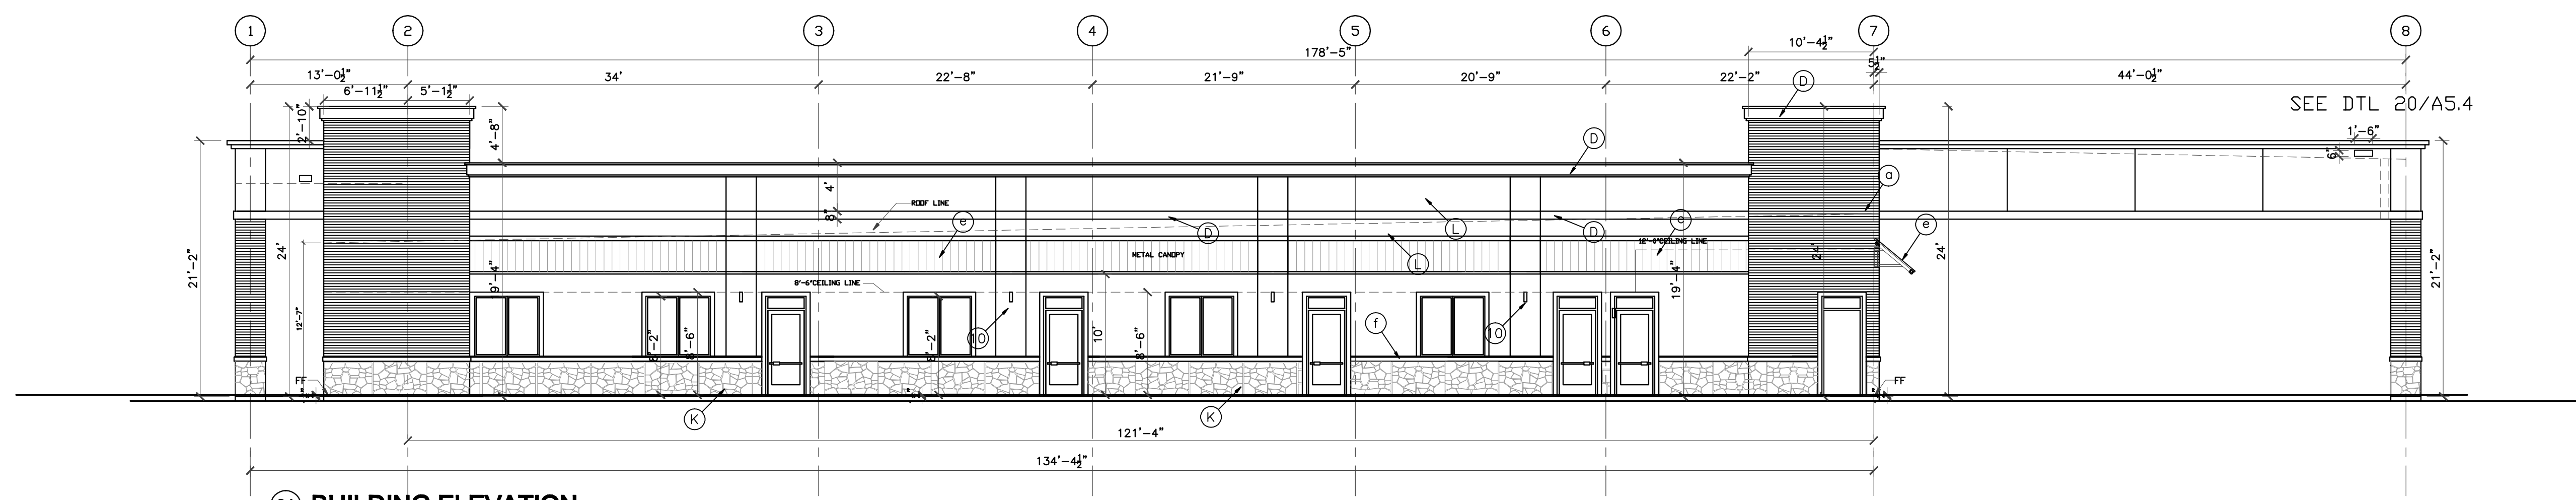 1 2 3 4 5 6 7 8
178'-5"
10'-4½"
5½"
13'-0½" 34' 22'-8" 21'-9" 20'-9" 22'-2" 44'-0½"
6'-11½" 5'-1½"
D
SEE DTL 20/A5.4
2'-10"
4'-8"
D
1'-6"
6"
a
4'
8"
ROOF LINE
e
D
L
D
c
e
21'-2"
24'
METAL CANOPY
L
12'-0"CEILING LINE
24'
24'
21'-2"
19'-4"
8'-6"CEILING LINE
19'-4"
12'-7"
10
f
10
8'-2"
8'-6"
8'-2"
10'
8'-6"
FF
FF
K
K
121'-4"
134'-4½"
BUILDING ELEVATION